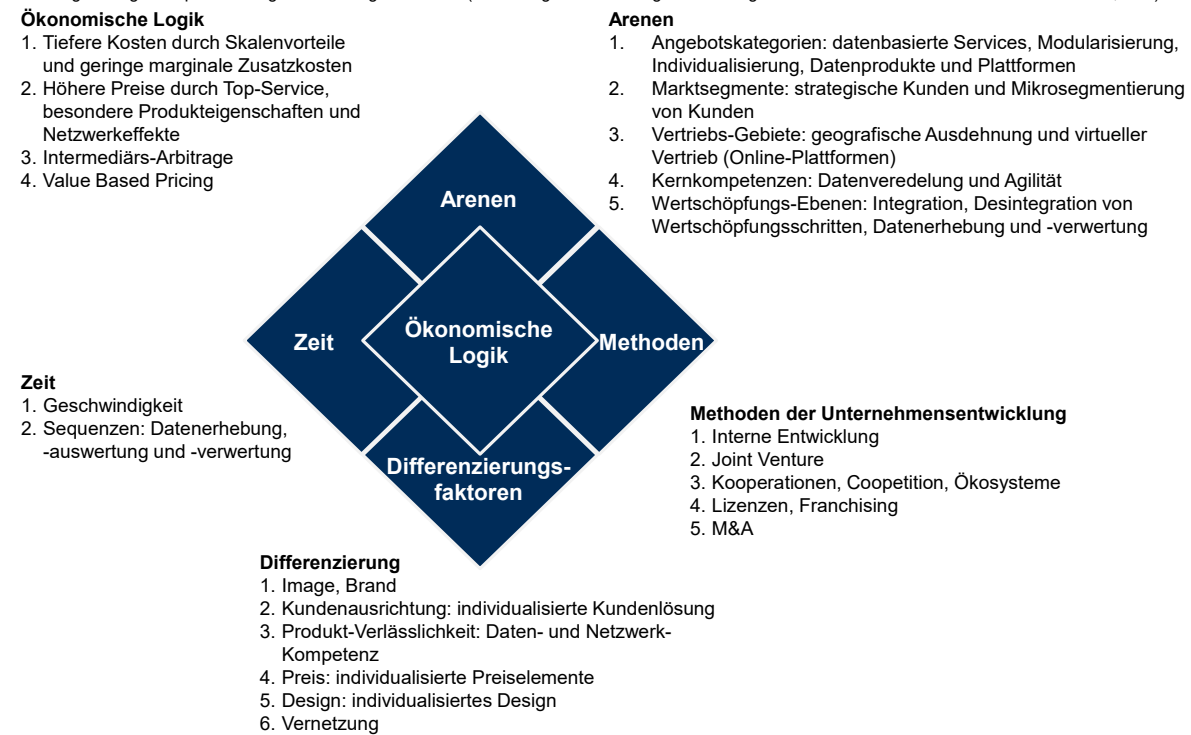 Ökonomische Logik
1. Tiefere Kosten durch Skalenvorteile
und geringe marginale Zusatzkosten
2. Höhere Preise durch Top-Service,
besondere Produkteigenschaften und
Netzwerkeffekte
3. Intermediärs-Arbitrage
4. Value Based Pricing
Arenen
1. Angebotskategorien: datenbasierte Services, Modularisierung,
Individualisierung, Datenprodukte und Plattformen
2. Marktsegmente: strategische Kunden und Mikrosegmentierung
von Kunden
3. Vertriebs-Gebiete: geografische Ausdehnung und virtueller
Vertrieb (Online-Plattformen)
4. Kernkompetenzen: Datenveredelung und Agilität
5. Wertschöpfungs-Ebenen: Integration, Desintegration von
Wertschöpfungsschritten, Datenerhebung und -verwertung
Arenen
Zeit
Ökonomische
Logik
Methoden
Differenzierungs-
faktoren
Zeit
1. Geschwindigkeit
2. Sequenzen: Datenerhebung,
-auswertung und -verwertung
Methoden der Unternehmensentwicklung
1. Interne Entwicklung
2. Joint Venture
3. Kooperationen, Coopetition, Ökosysteme
4. Lizenzen, Franchising
5. M&A
Differenzierung
1. Image, Brand
2. Kundenausrichtung: individualisierte Kundenlösung
3. Produkt-Verlässlichkeit: Daten- und Netzwerk-
Kompetenz
4. Preis: individualisierte Preiselemente
5. Design: individualisiertes Design
6. Vernetzung